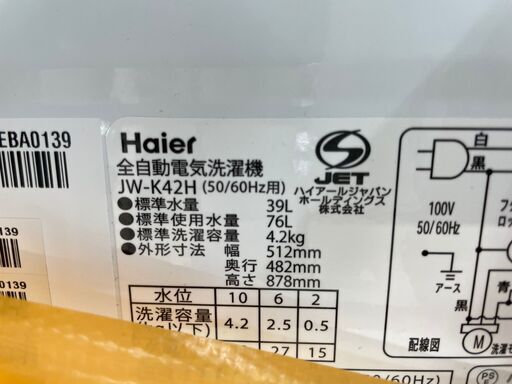 EBA0139
Haier
全自動電気洗濯機
JW-K42H (50/60Hz用)
●標準水量 39L
●標準使用水量 76L
●標準洗濯容量 4.2kg
●外形寸法 幅 512mm
奥行 482mm
高さ 878mm
水位 10 6 2
洗濯容量 4.2 2.5 0.5
27 15
JET
ハイアールジャパン
ホールディングス
株式会社
白
黒
100V
50/60Hz
アース
黒
青
配線図
M
0139
0139
PS